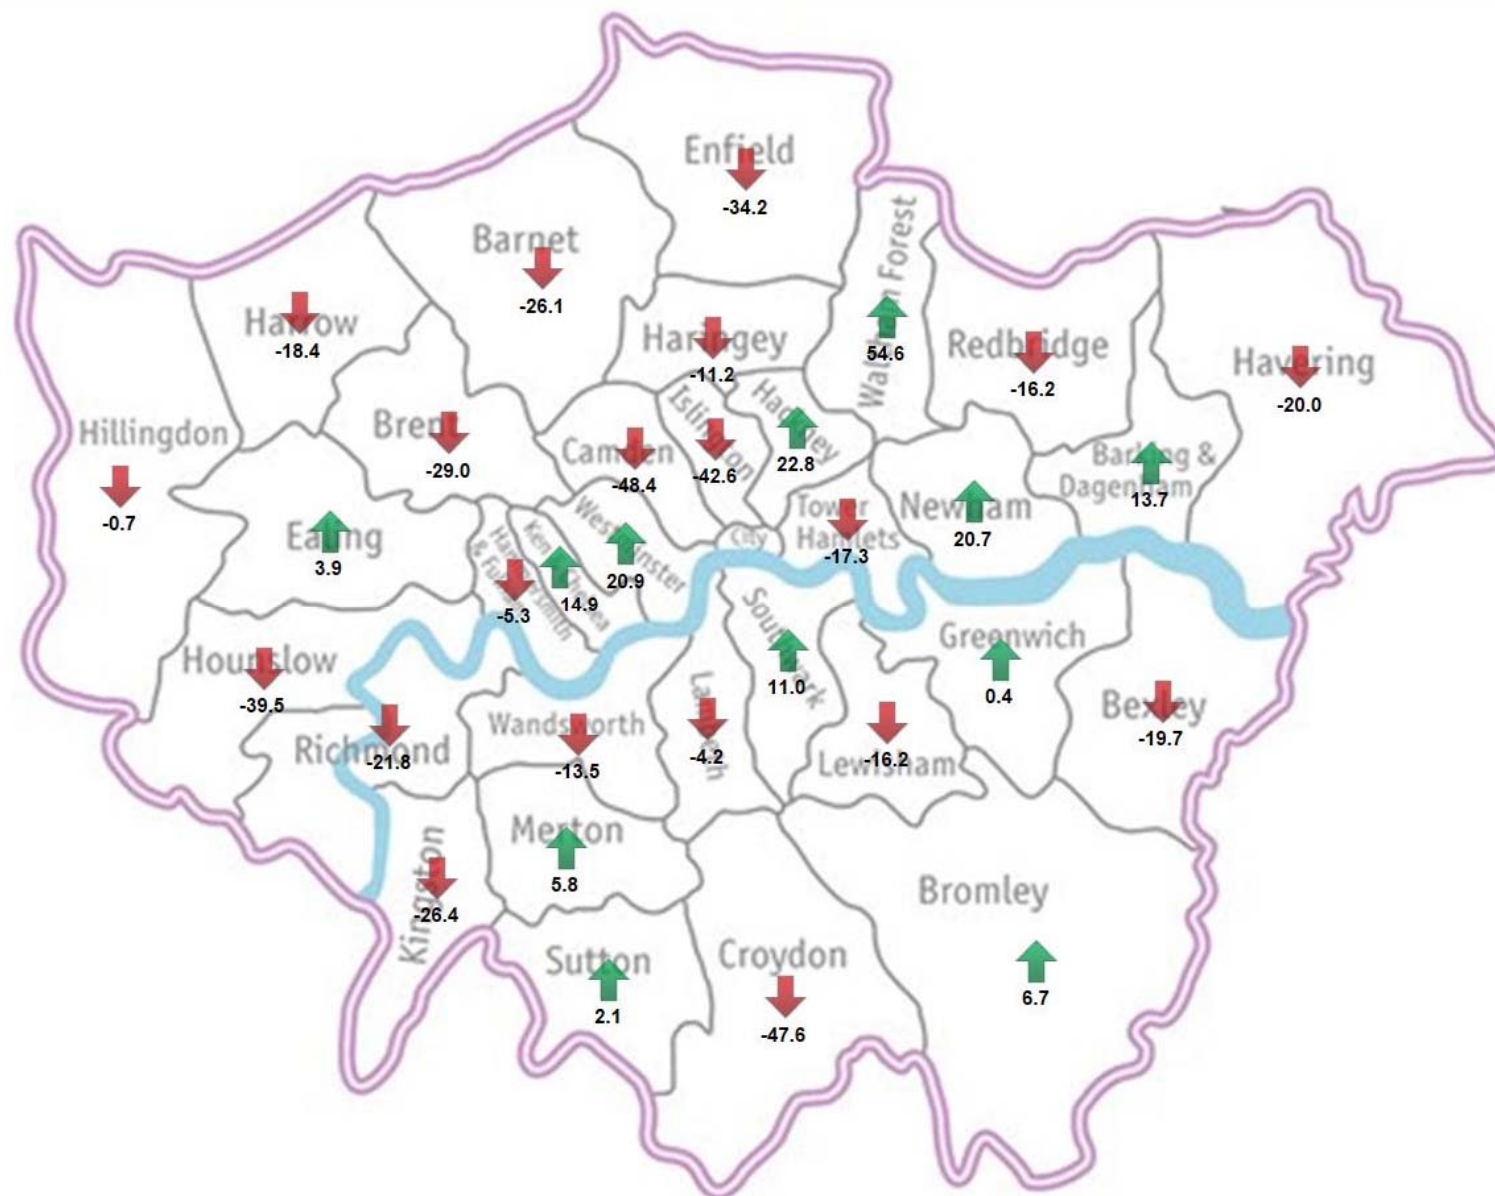 Enfield
-34.2
Barnet
-26.1
Waltham Forest
54.6
Harrow
-18.4
Haringey
-11.2
Redbridge
-16.2
Havering
-20.0
Hillingdon
-0.7
Brent
-29.0
Camden
-48.4
Islington
-42.6
Hackney
22.8
Barking &
Dagenham
13.7
Ealing
3.9
Hammersmith
& Fulham
-5.3
Ken
Chelsea
14.9
Westminster
20.9
City
Tower
Hamlets
-17.3
Newham
20.7
Hounslow
-39.5
Richmond
-21.8
Wandsworth
-13.5
Lambeth
-4.2
Southwark
11.0
Lewisham
-16.2
Greenwich
0.4
Bexley
-19.7
Kingston
-26.4
Merton
5.8
Sutton
2.1
Croydon
-47.6
Bromley
6.7